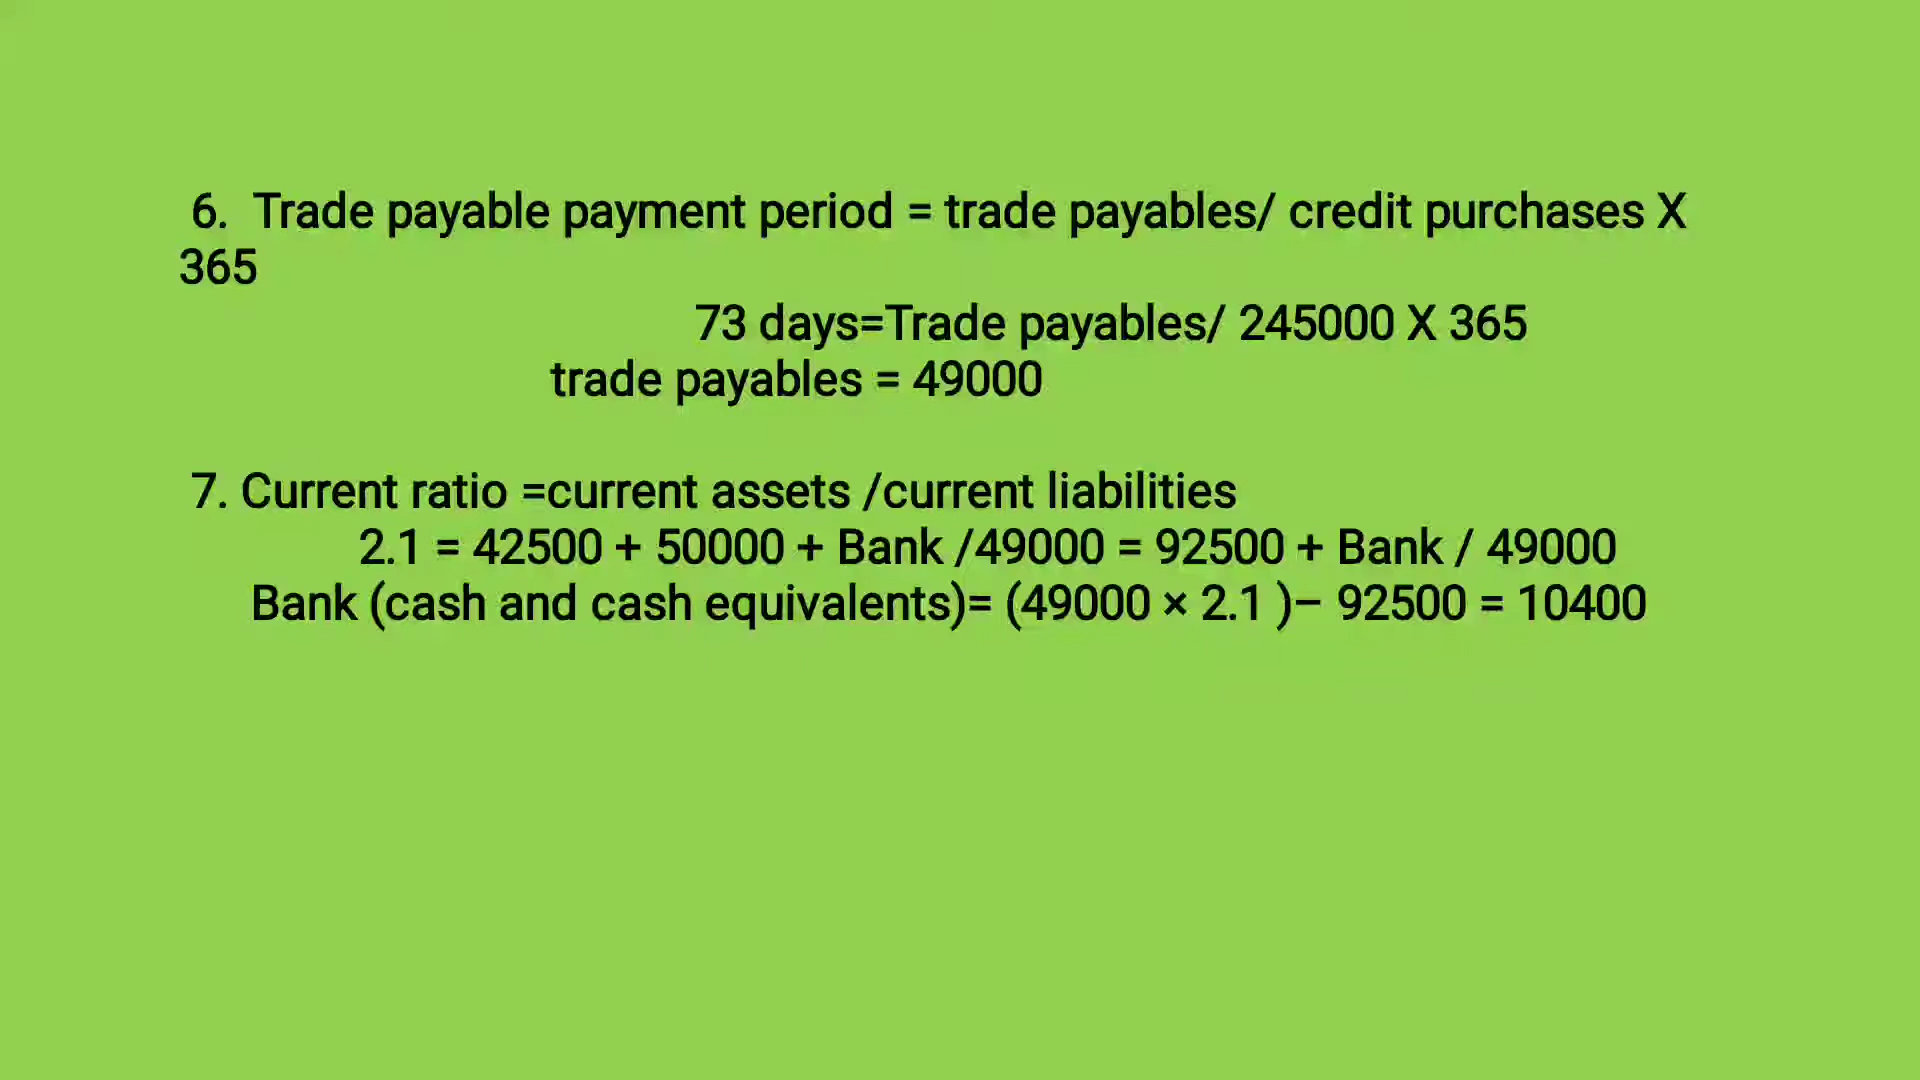 6. Trade payable payment period = trade payables/ credit purchases X
365
73 days=Trade payables/ 245000 X 365
trade payables = 49000
7. Current ratio =current assets /current liabilities
2.1 = 42500 + 50000 + Bank /49000 = 92500 + Bank / 49000
Bank (cash and cash equivalents)= (49000 × 2.1 )– 92500 = 10400